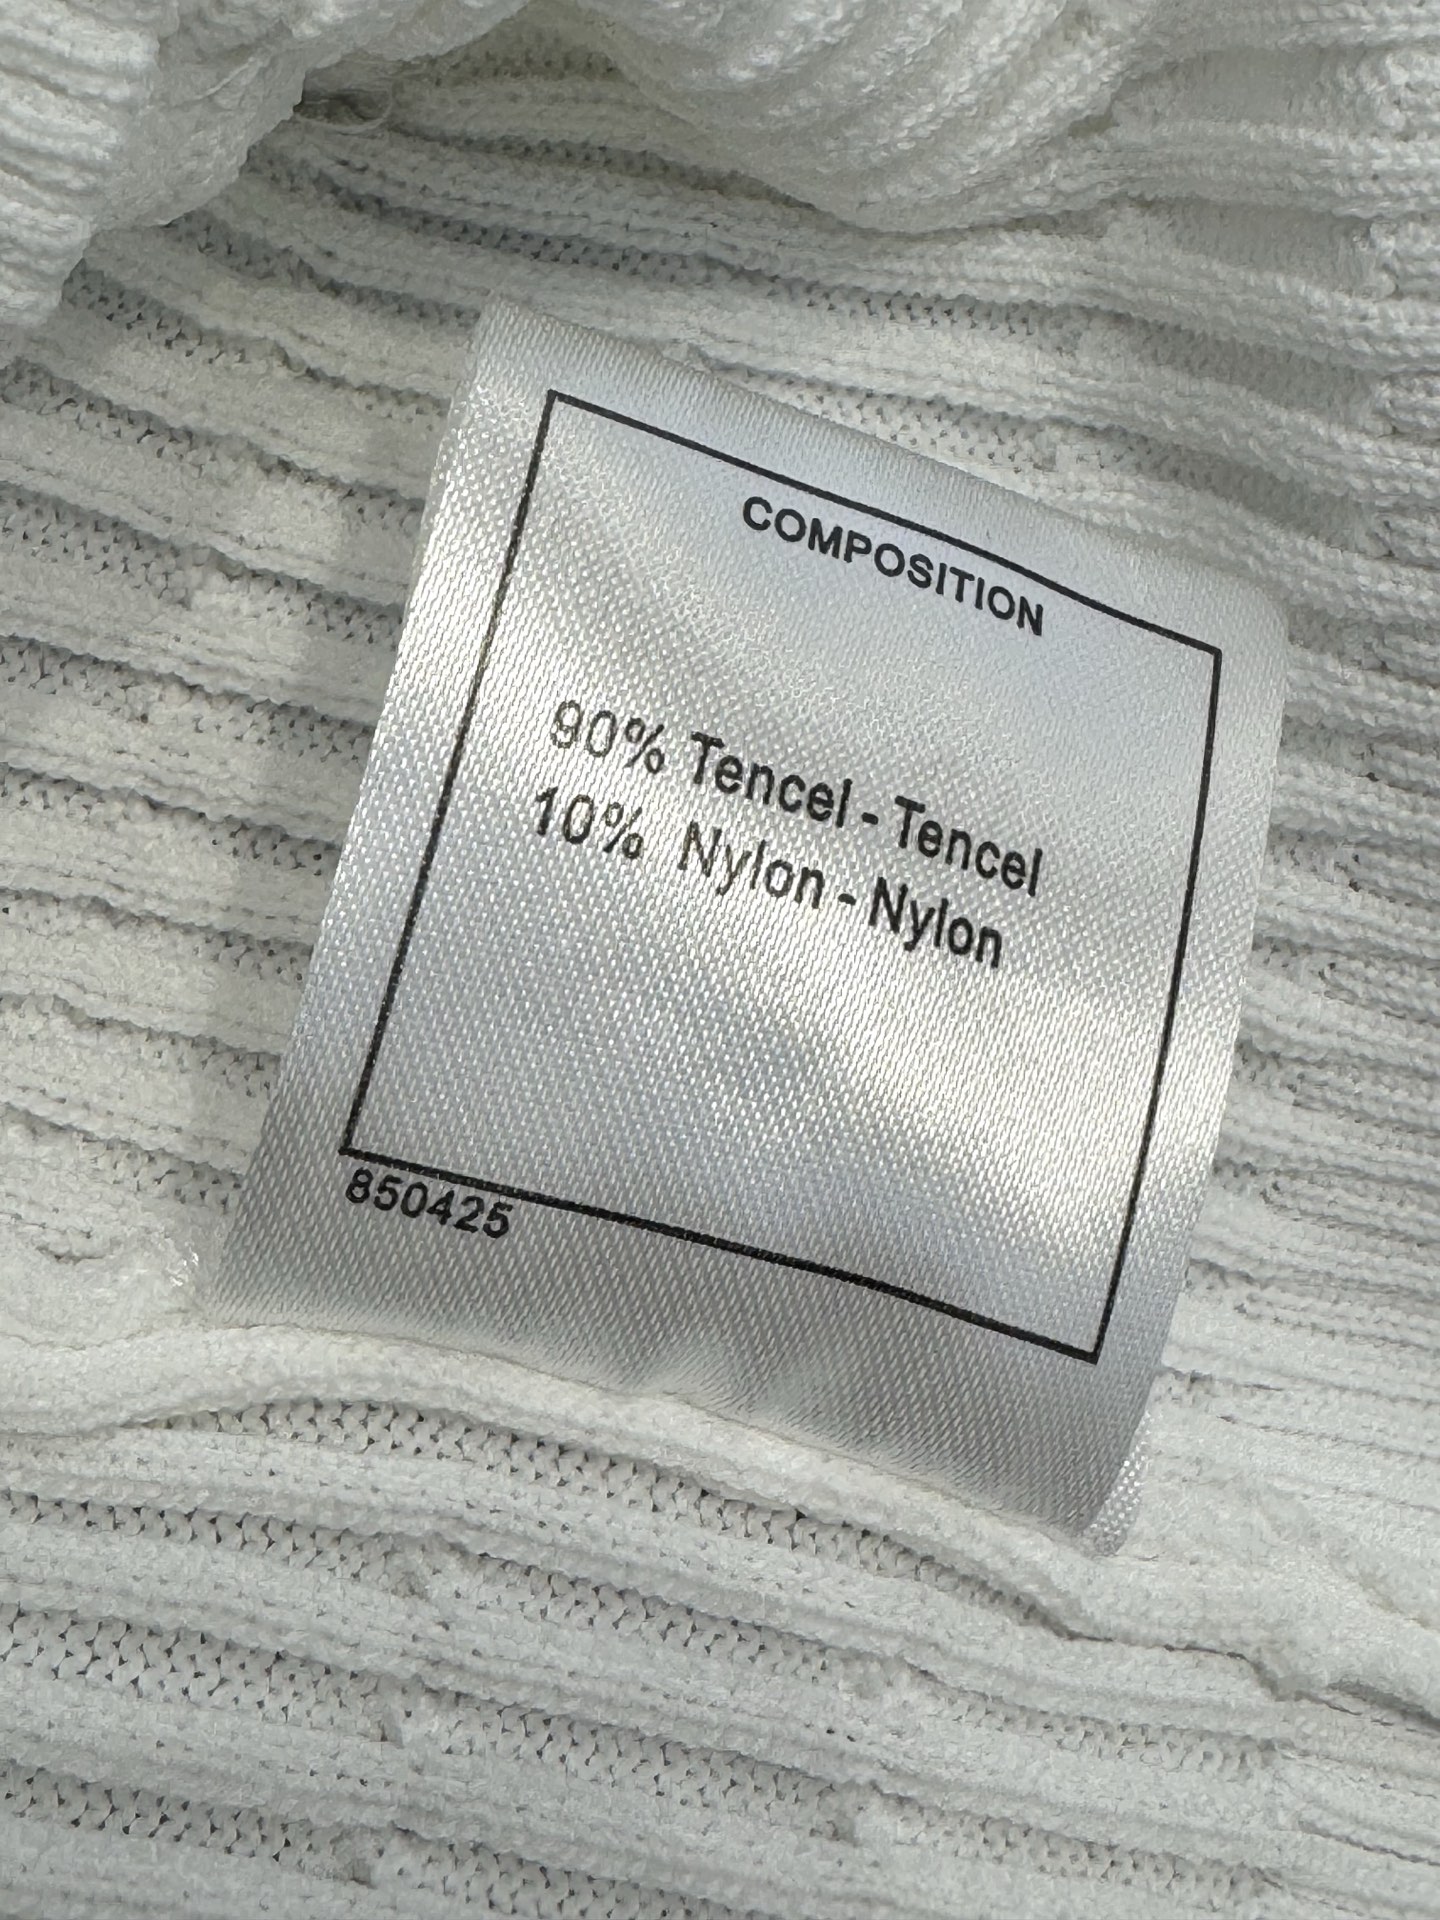 COMPOSITION
90% Tencel - Tencel
10% Nylon - Nylon
850425